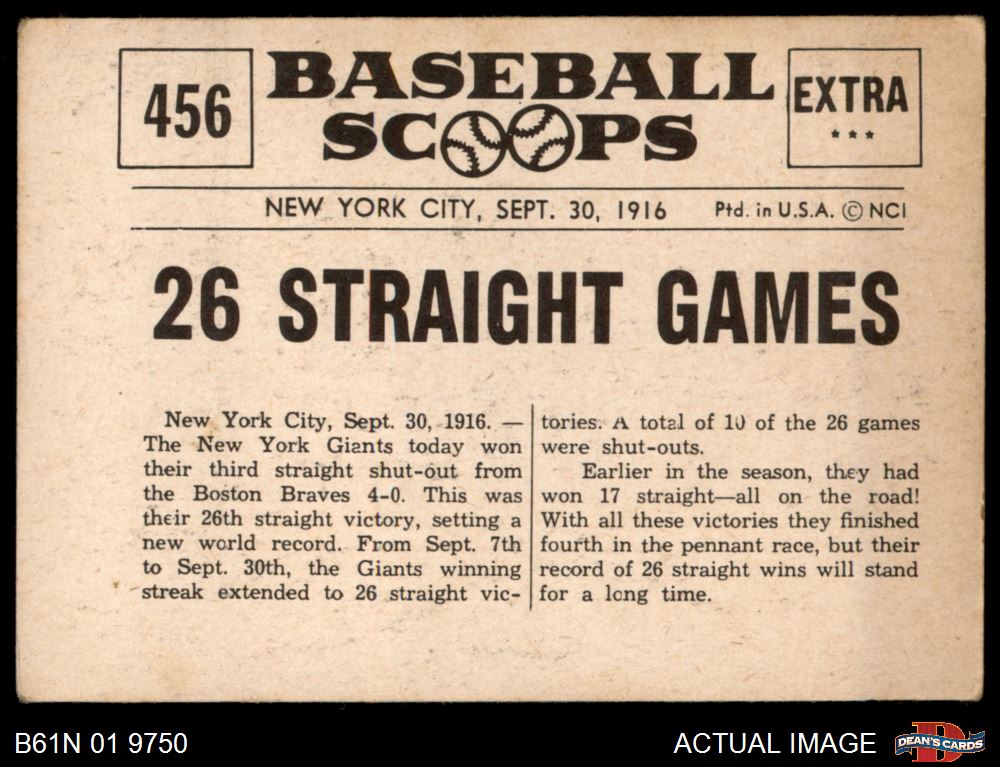 456
BASEBALL
SCOOPS
EXTRA
***
NEW YORK CITY, SEPT. 30, 1916 Ptd. in U.S.A. © NCI
26 STRAIGHT GAMES
New York City, Sept. 30, 1916. —
The New York Giants today won
their third straight shut-out from
the Boston Braves 4-0. This was
their 26th straight victory, setting a
new world record. From Sept. 7th
to Sept. 30th, the Giants winning
streak extended to 26 straight vic-
tories. A total of 10 of the 26 games
were shut-outs.
Earlier in the season, they had
won 17 straight—all on the road!
With all these victories they finished
fourth in the pennant race, but their
record of 26 straight wins will stand
for a long time.
B61N 01 9750
ACTUAL IMAGE
D
DEAN'S CARDS